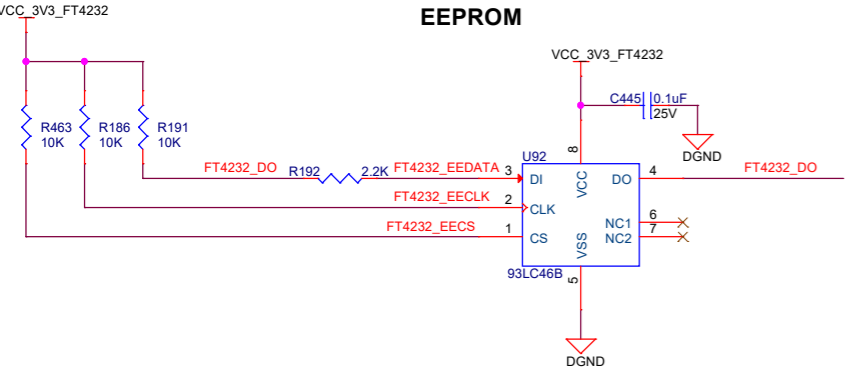 VCC_3V3_FT4232
EEPROM
VCC_3V3_FT4232
C445 0.1uF
25V
R463 R186 R191
10K 10K 10K
DGND
U92
8
FT4232_DO R192 2.2K FT4232_EEDATA 3 DI VCC DO 4 FT4232_DO
FT4232_EECLK 2 CLK
NC1 6
FT4232_EECS 1 CS VSS NC2 7
93LC46B
5
DGND